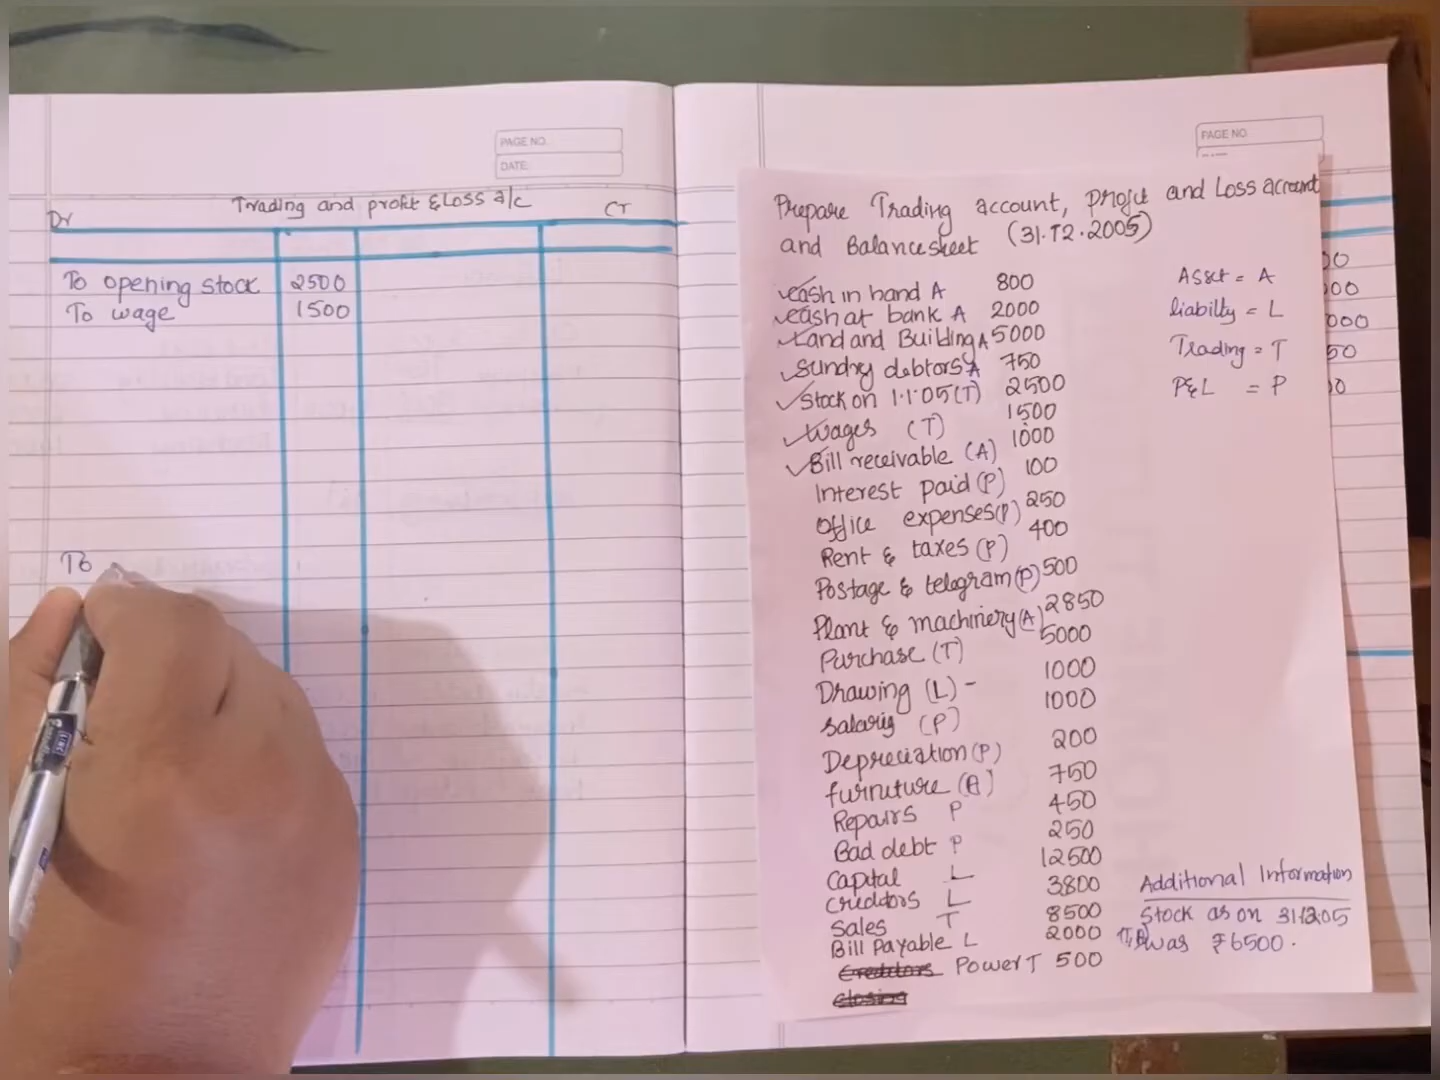 PAGE NO.
DATE:
Trading and profit & Loss a/c
Dr
Cr
To opening stock 2500
To wage 1500
To
PAGE NO.
Prepare Trading account, profit and Loss account
and Balancesheet (31.12.2005)
Cash in hand A 800
Cash at bank A 2000
Land and Building A 5000
Sundry debtors A 750
Stock on 1.1.05 (T) 2500
Wages (T) 1500
Bill receivable (A) 1000
Interest paid (P) 100
Office expenses (P) 250
Rent & taxes (P) 400
Postage & telegram (P) 500
Plant & machinery (A) 2850
Purchase (T) 5000
Drawing (L) - 1000
Salaris (P) 1000
Depreciation (P) 200
furniture (A) 750
Repairs P 450
Bad debt P 250
Capital L 12500
Creditors L 3800
Sales T 8500
Bill Payable L 2000
Creditors Power T 500
closing
Asset = A
liabilty = L
Trading = T
P&L = P
Additional Information
Stock as on 31.12.05
was ₹6500.